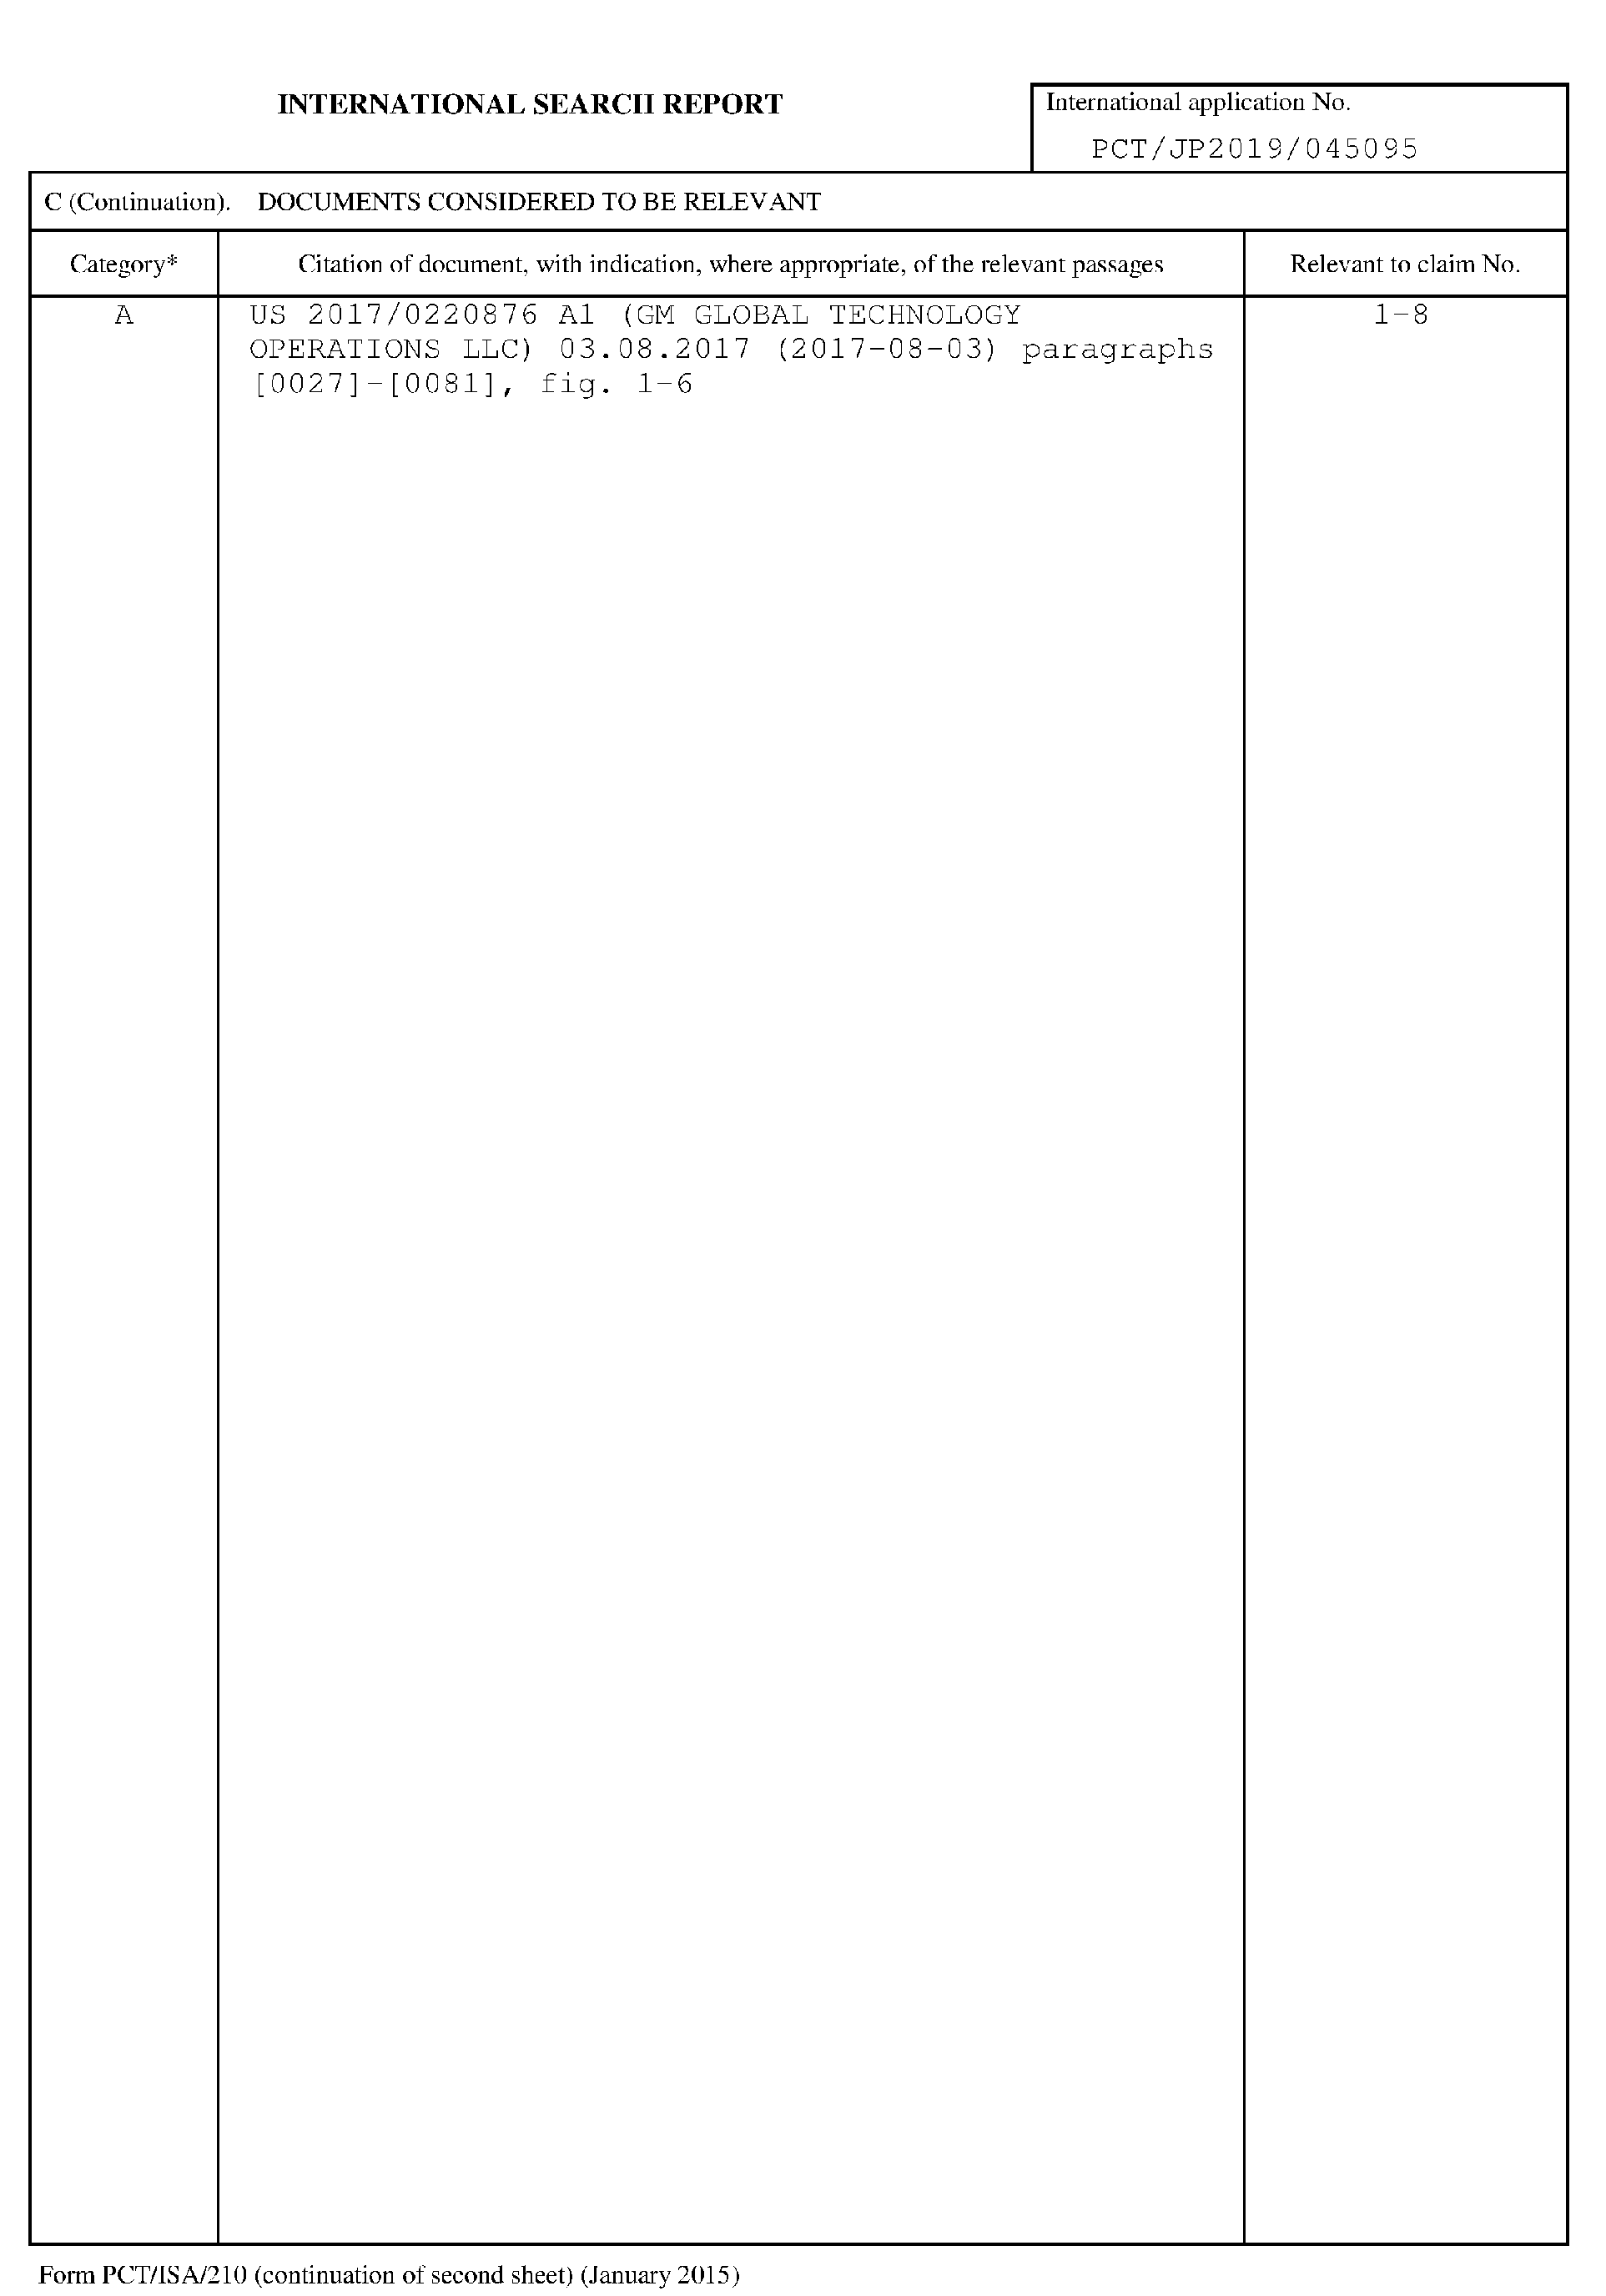 INTERNATIONAL SEARCH REPORT
International application No.
PCT/JP2019/045095
C (Continuation). DOCUMENTS CONSIDERED TO BE RELEVANT
Category*
Citation of document, with indication, where appropriate, of the relevant passages
Relevant to claim No.
A
US 2017/0220876 A1 (GM GLOBAL TECHNOLOGY
OPERATIONS LLC) 03.08.2017 (2017-08-03) paragraphs
[0027]-[0081], fig. 1-6
1-8
Form PCT/ISA/210 (continuation of second sheet) (January 2015)